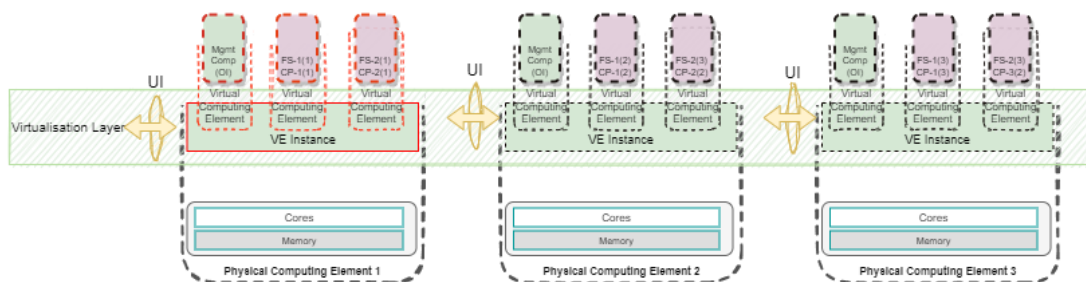 Mgmt
Comp
(OI)
FS-1(1)
CP-1(1)
FS-2(1)
CP-2(1)
Mgmt
Comp
(OI)
FS-1(2)
CP-1(2)
FS-2(3)
CP-2(2)
Mgmt
Comp
(OI)
FS-1(3)
CP-1(3)
FS-2(3)
CP-3(2)
UI
UI
UI
Virtual
Computing
Element
Virtual
Computing
Element
Virtual
Computing
Element
Virtual
Computing
Element
Virtual
Computing
Element
Virtual
Computing
Element
Virtual
Computing
Element
Virtual
Computing
Element
Virtual
Computing
Element
Virtualisation Layer
VE Instance
VE Instance
VE Instance
Cores
Cores
Cores
Memory
Memory
Memory
Physical Computing Element 1
Physical Computing Element 2
Physical Computing Element 3